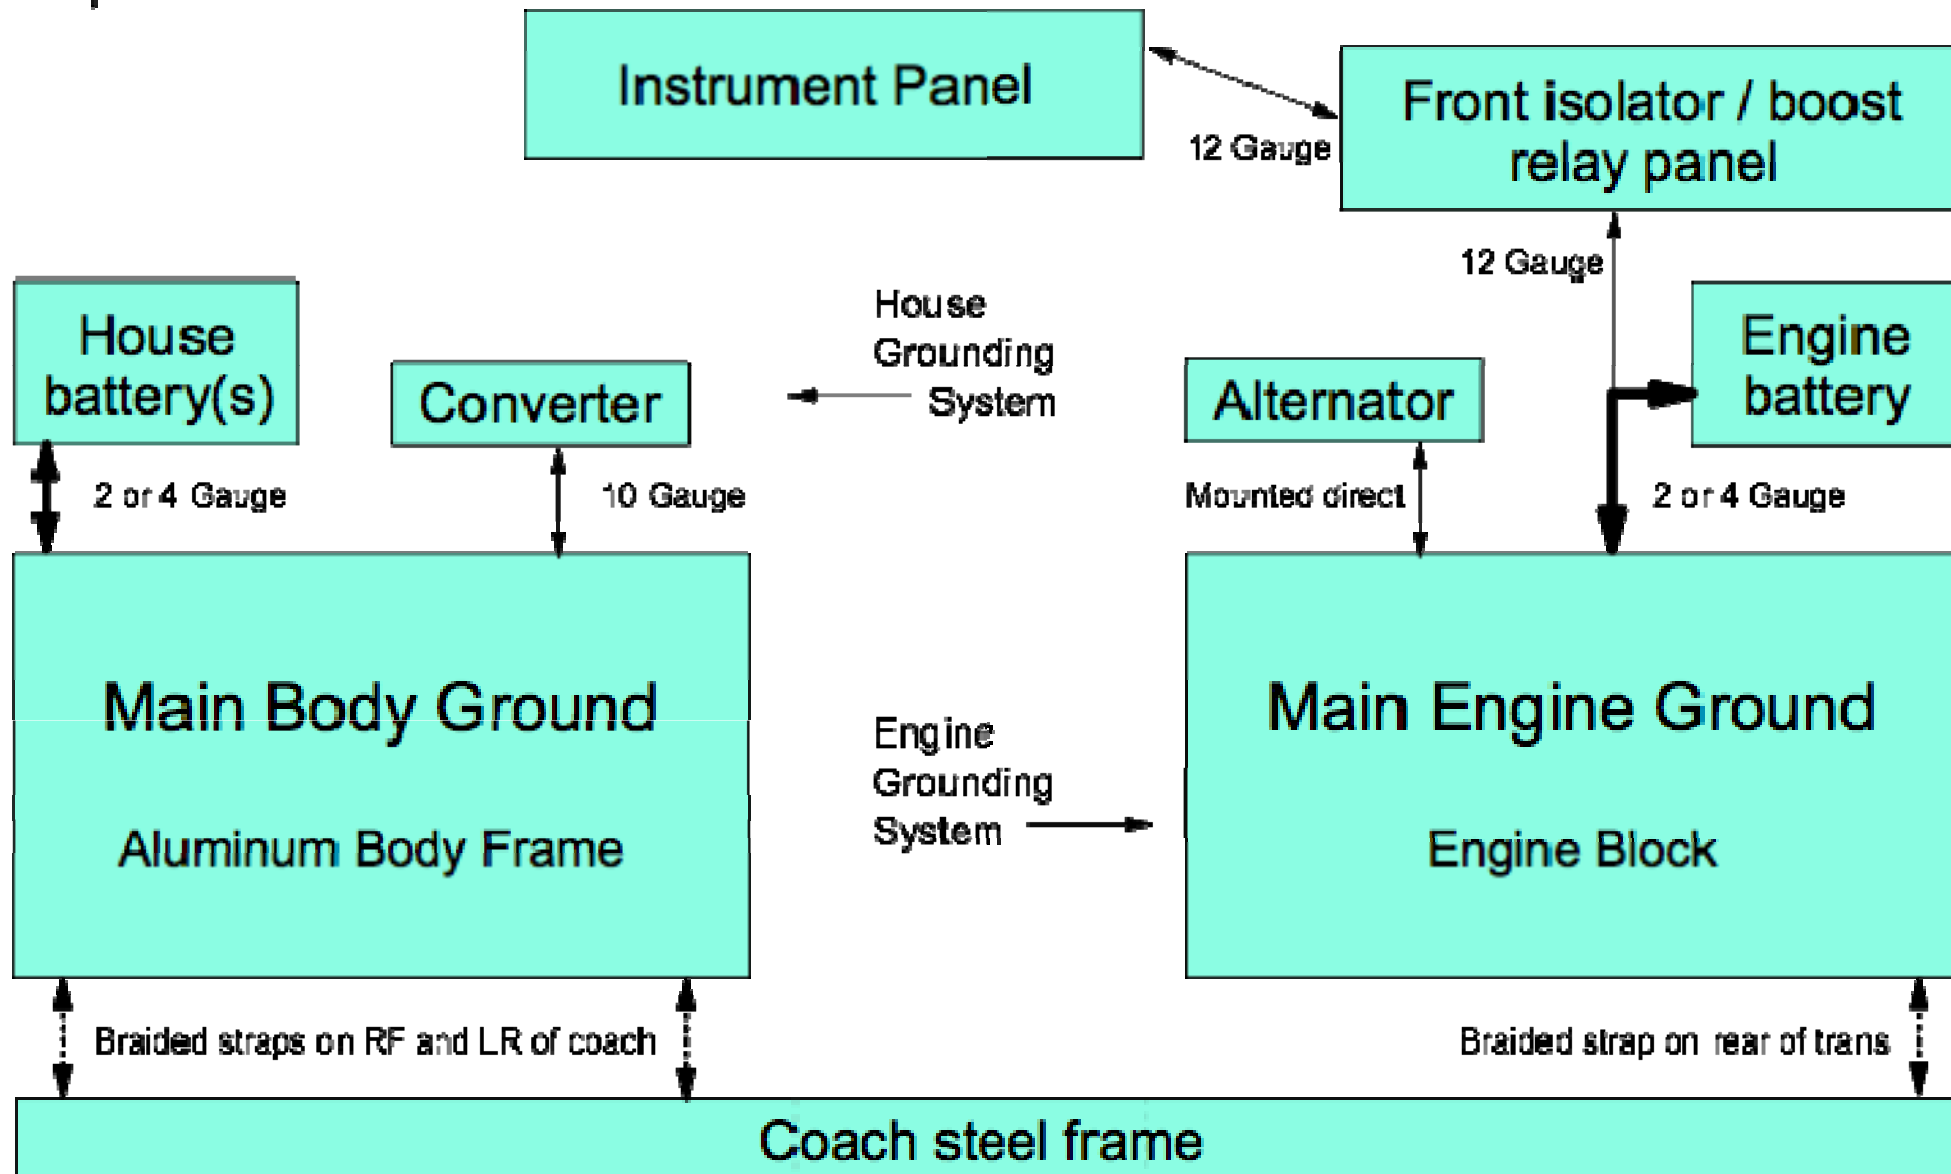 Instrument Panel
Front isolator / boost
relay panel
12 Gauge
12 Gauge
House
battery(s)
Converter
House
Grounding
System
Alternator
Engine
battery
2 or 4 Gauge
10 Gauge
Mounted direct
2 or 4 Gauge
Main Body Ground
Aluminum Body Frame
Engine
Grounding
System
Main Engine Ground
Engine Block
Braided straps on RF and LR of coach
Braided strap on rear of trans
Coach steel frame